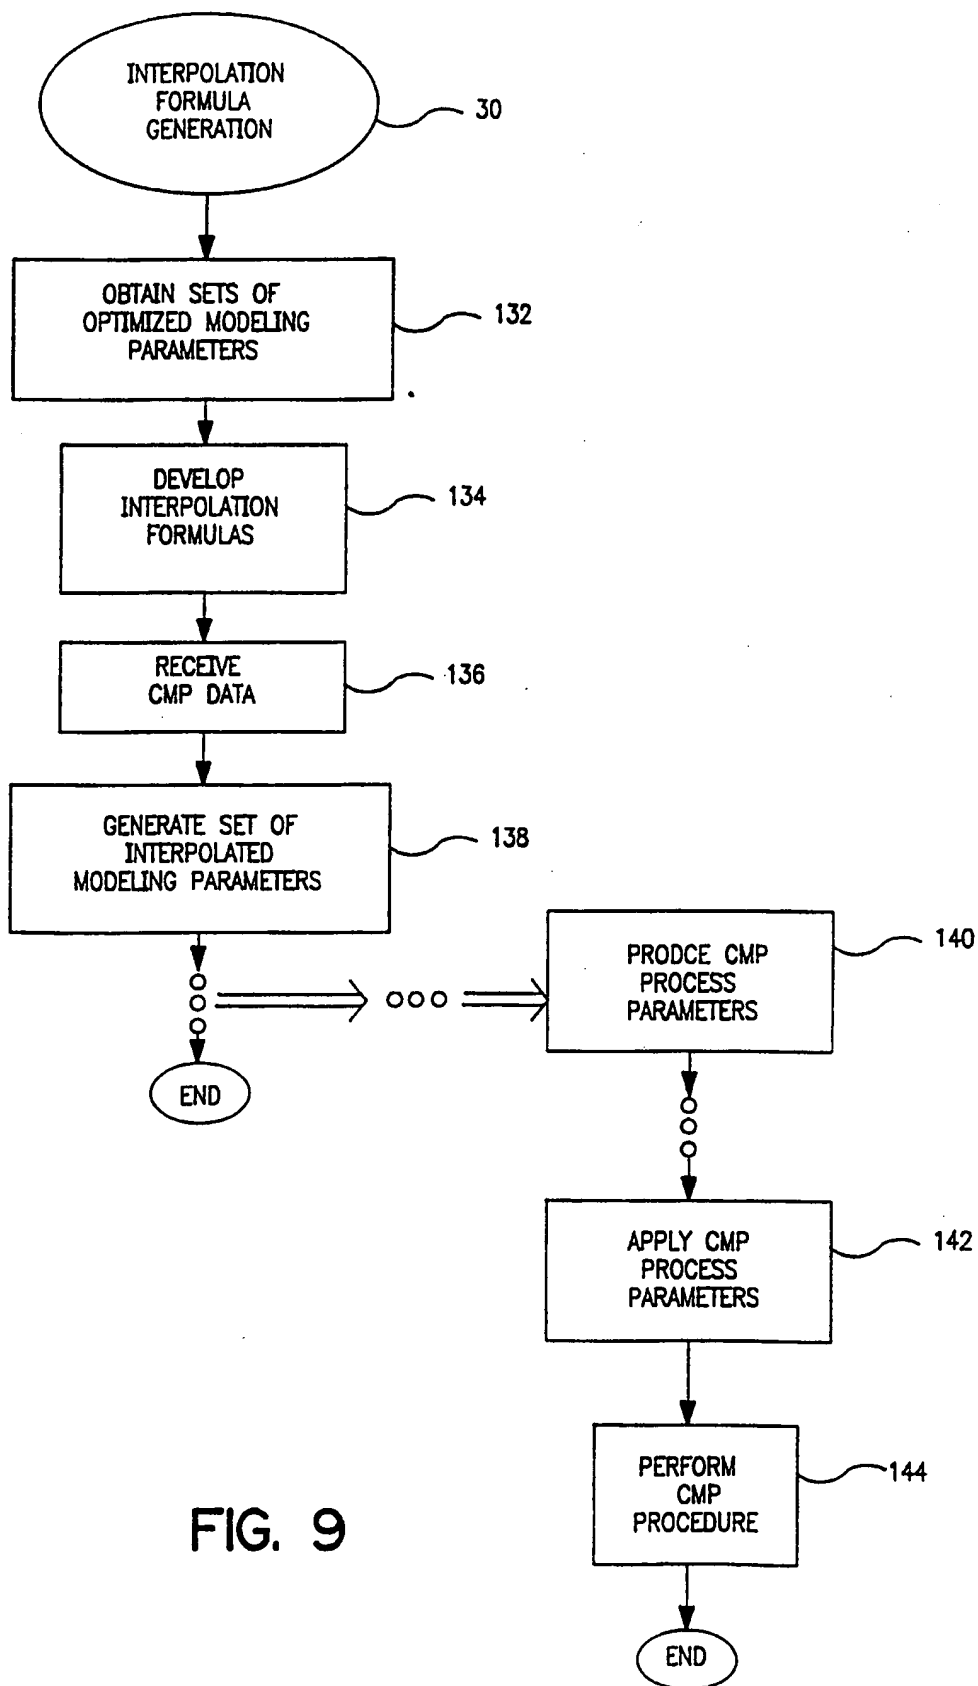 INTERPOLATION
FORMULA
GENERATION
30
OBTAIN SETS OF
OPTIMIZED MODELING
PARAMETERS
132
DEVELOP
INTERPOLATION
FORMULAS
134
RECEIVE
CMP DATA
136
GENERATE SET OF
INTERPOLATED
MODELING PARAMETERS
138
END
PRODCE CMP
PROCESS
PARAMETERS
140
APPLY CMP
PROCESS
PARAMETERS
142
PERFORM
CMP
PROCEDURE
144
END
FIG. 9